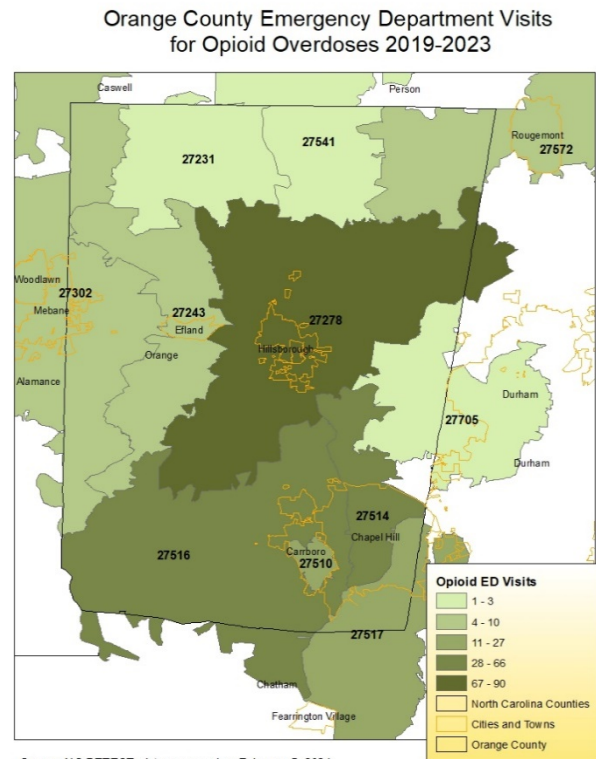 Orange County Emergency Department Visits
for Opioid Overdoses 2019-2023
Caswell
Person
Rougemont
27572
27541
27231
Woodlawn
27302
Mebane
27243
Efland
27278
Hillsborough
Orange
Alamance
Durham
27705
Durham
27514
Chapel Hill
27516
Carrboro
27510
27517
Chatham
Fearrington Village
Opioid ED Visits
1 - 3
4 - 10
11 - 27
28 - 66
67 - 90
North Carolina Counties
Cities and Towns
Orange County